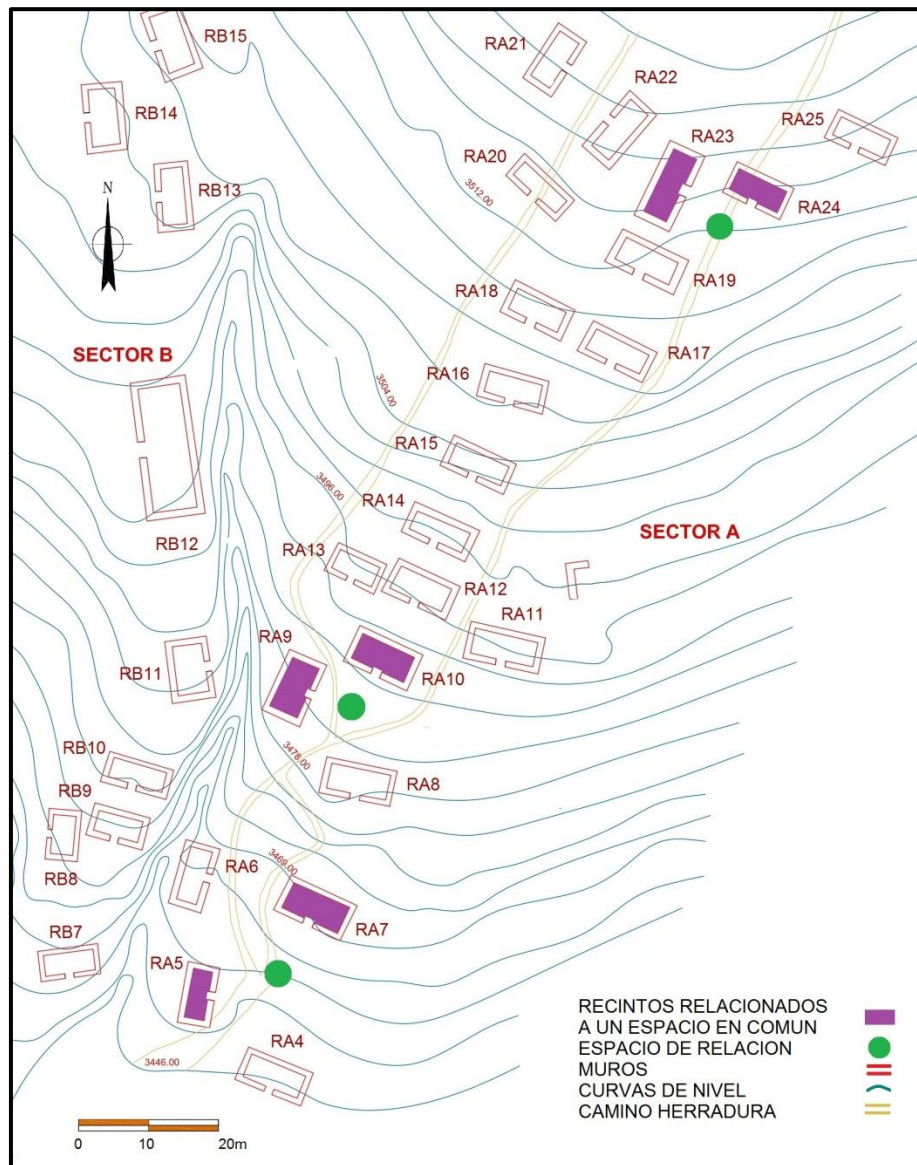 RB15
RA21
RA22
RB14
RA23
RA25
RA20
RB13
3512.00
RA24
N
RA19
RA18
SECTOR B
RA17
RA16
3504.00
RA15
3496.00
RA14
SECTOR A
RB12
RA13
RA12
RA11
RA9
RB11
RA10
RB10
3478.00
RA8
RB9
RA6
3469.00
RB8
RA7
RB7
RA5
RECINTOS RELACIONADOS
A UN ESPACIO EN COMUN
ESPACIO DE RELACION
RA4
3446.00
MUROS
CURVAS DE NIVEL
CAMINO HERRADURA
0 10 20m